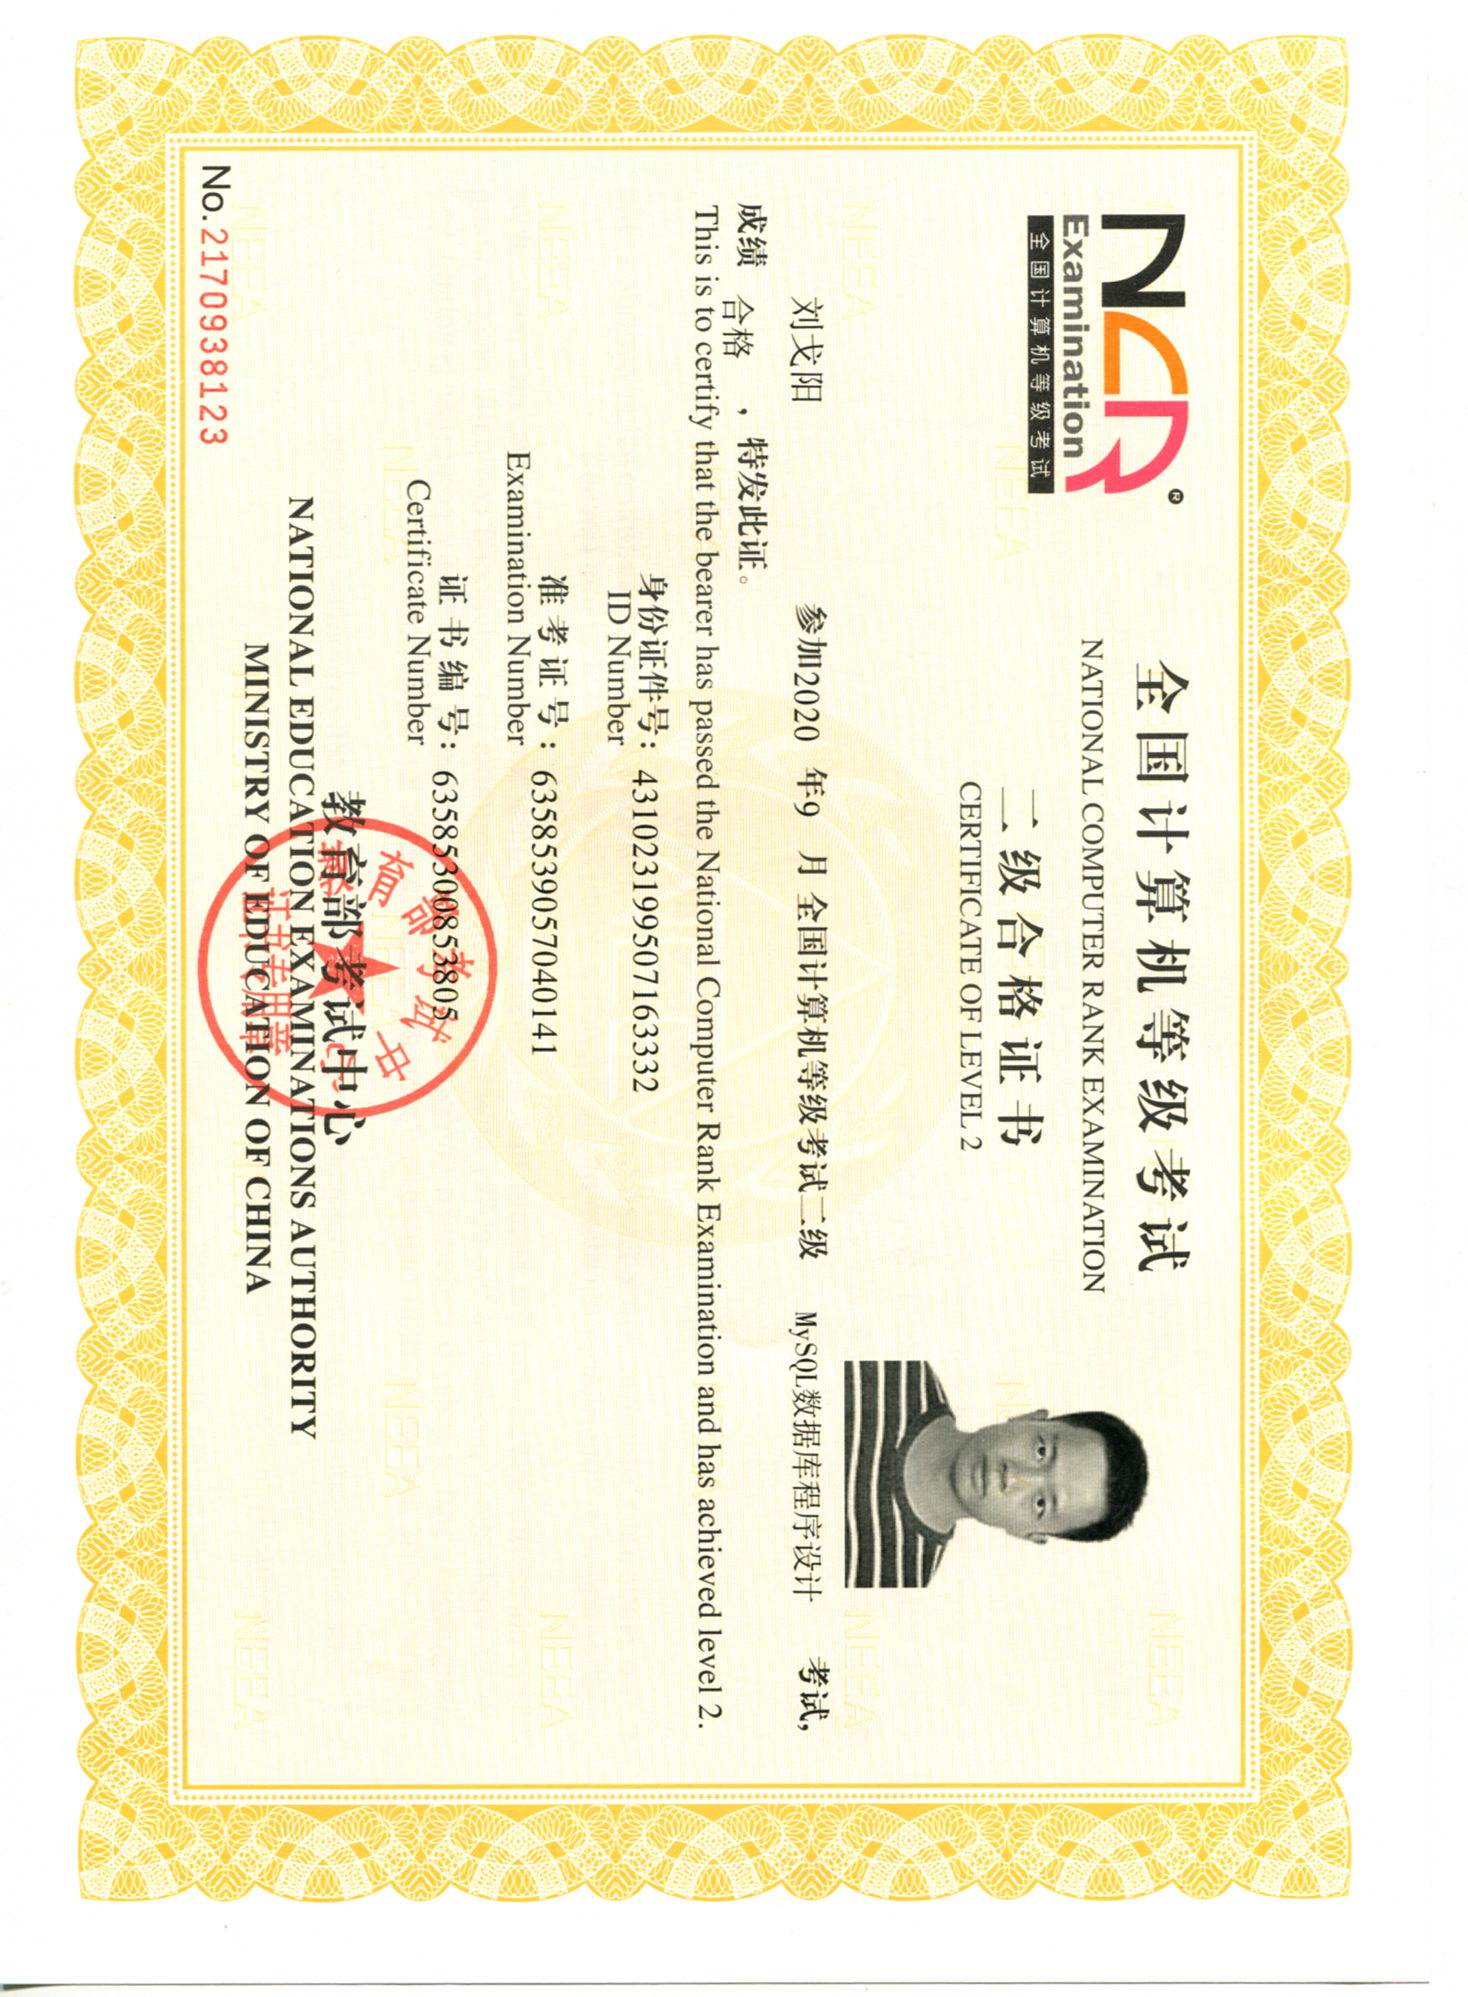 NCR®
Examination
全国计算机等级考试
全国计算机等级考试
NATIONAL COMPUTER RANK EXAMINATION
二级合格证书
CERTIFICATE OF LEVEL 2
刘戈阳 参加2020 年9 月 全国计算机等级考试二级 MySQL数据库程序设计 考试,
成绩 合格 ，特发此证。
This is to certify that the bearer has passed the National Computer Rank Examination and has achieved level 2.
身份证件号: 431023199507163332
ID Number
准考证号: 6358539057040141
Examination Number
证书编号: 6358530085​38805
Certificate Number
教育部考试中心
NATIONAL EDUCATION EXAMINATIONS AUTHORITY
MINISTRY OF EDUCATION OF CHINA
教育部考试中心
证书专用章
No. 2170938123
NEEA